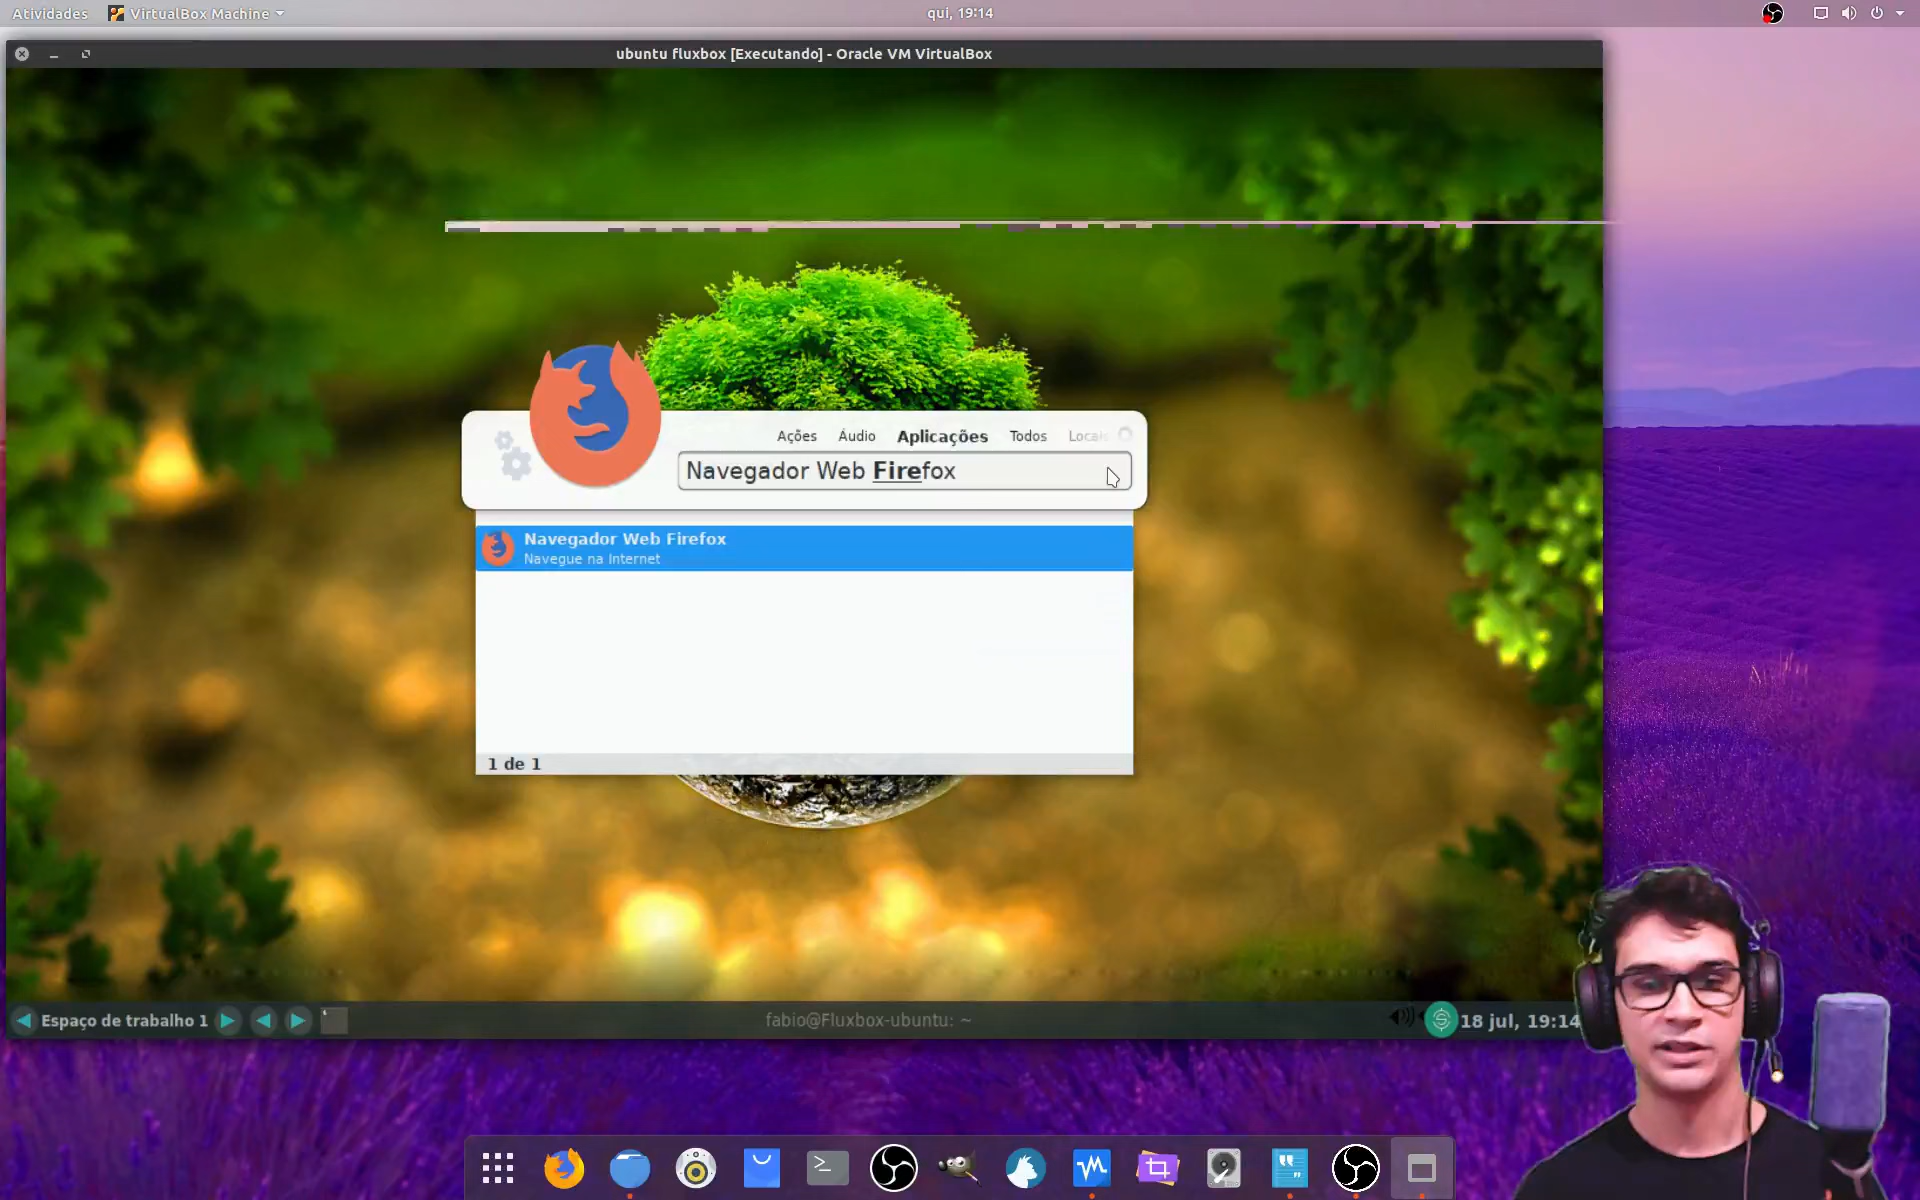 Atividades
VirtualBox Machine
qui, 19:14
ubuntu fluxbox [Executando] - Oracle VM VirtualBox
Ações Áudio Aplicações Todos Locais
Navegador Web Firefox
Navegador Web Firefox
Navegue na Internet
1 de 1
Espaço de trabalho 1
fabio@Fluxbox-ubuntu: ~
18 jul, 19:14